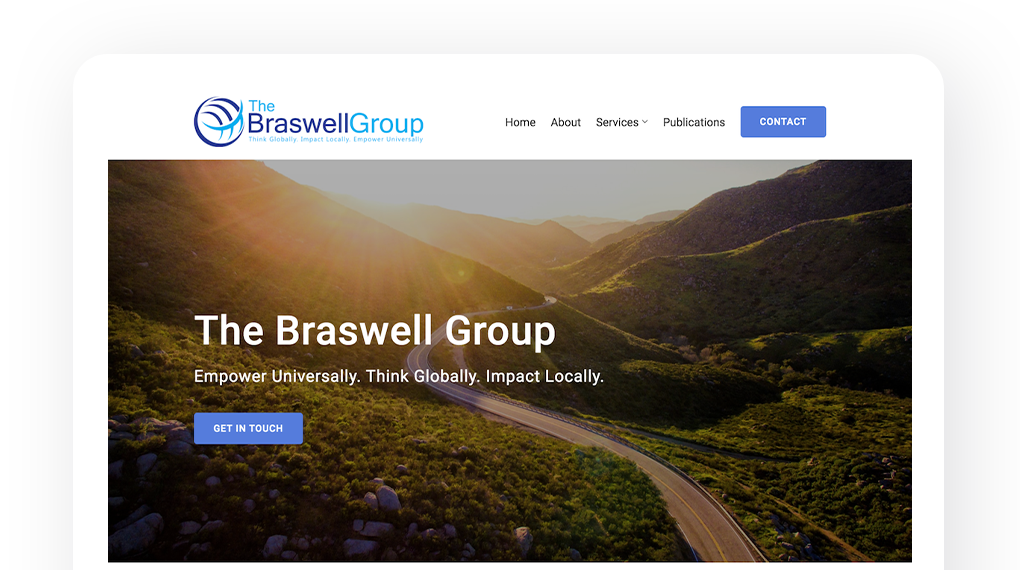 The
BraswellGroup
Think Globally. Impact Locally. Empower Universally
Home About Services Publications CONTACT
The Braswell Group
Empower Universally. Think Globally. Impact Locally.
GET IN TOUCH